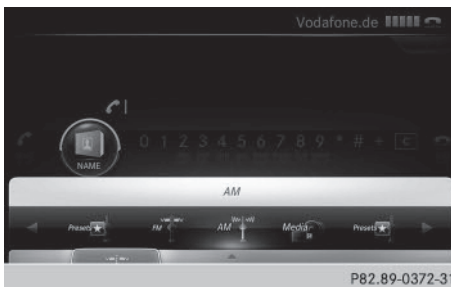 Vodafone.de
0 1 2 3 4 5 6 7 8 9 * # + C
NAME
AM
Presets FM AM Media Presets
P82.89-0372-31